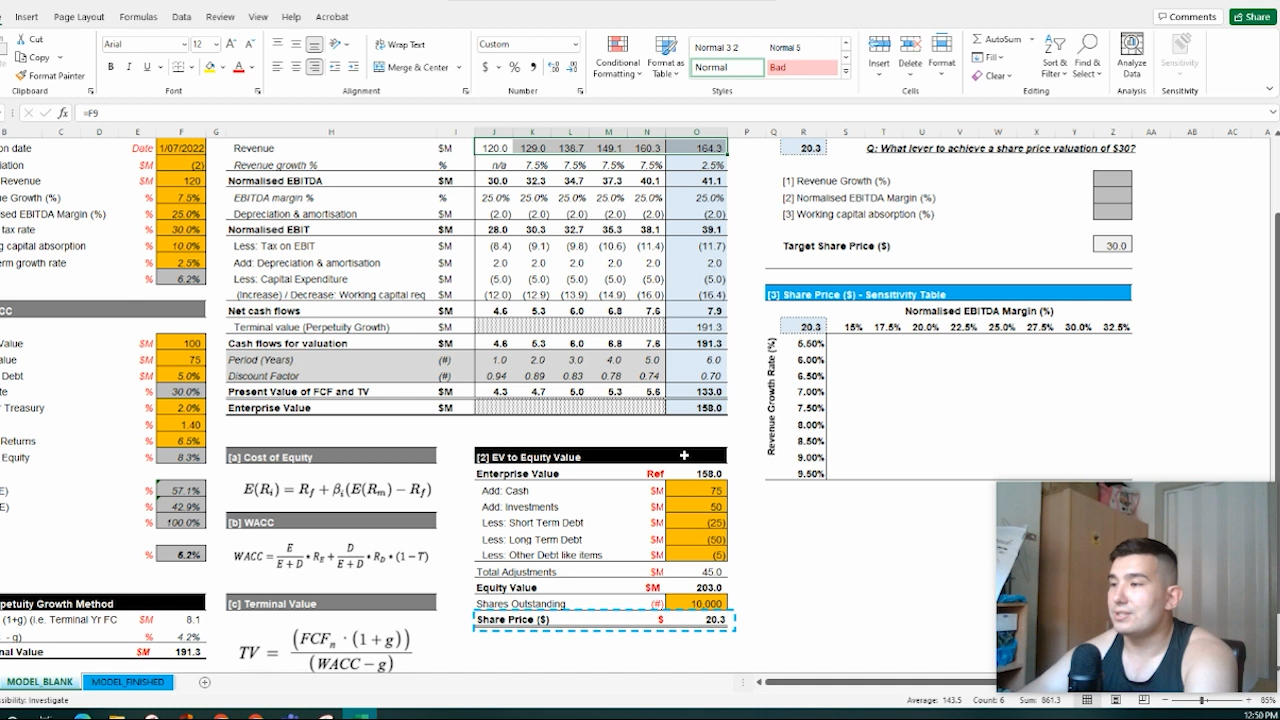 Insert Page Layout Formulas Data Review View Help Acrobat Comments Share
Cut Arial 12 Wrap Text Custom Normal 3 2 Normal 5 AutoSum
Copy Conditional Format as Normal Bad Insert Delete Format Fill Sort & Find & Analyze Sensitivity
Format Painter B I U Merge & Center $ % Formatting Table Clear Filter Select Data
Clipboard Font Alignment Number Styles Cells Editing Analysis Sensitivity
fx =F9
B C D E F G H I J K L M N O P Q R S T U V W X Y Z AA AB AC A
on date Date 1/07/2022 Revenue $M 120.0 129.0 138.7 149.1 160.3 164.3 20.3 Q: What lever to achieve a share price valuation of $30?
iation $M (2) Revenue growth % % n/a 7.5% 7.5% 7.5% 7.5% 2.5%
Revenue $M 120 Normalised EBITDA $M 30.0 32.3 34.7 37.3 40.1 41.1 [1] Revenue Growth (%)
e Growth (%) % 7.5% EBITDA margin % % 25.0% 25.0% 25.0% 25.0% 25.0% 25.0% [2] Normalised EBITDA Margin (%)
sed EBITDA Margin (%) % 25.0% Depreciation & amortisation $M (2.0) (2.0) (2.0) (2.0) (2.0) (2.0) [3] Working capital absorption (%)
tax rate % 30.0% Normalised EBIT $M 28.0 30.3 32.7 35.3 38.1 39.1
g capital absorption % 10.0% Less: Tax on EBIT $M (8.4) (9.1) (9.8) (10.6) (11.4) (11.7) Target Share Price ($) 30.0
rm growth rate % 2.5% Add: Depreciation & amortisation $M 2.0 2.0 2.0 2.0 2.0 2.0
% 6.2% Less: Capital Expenditure $M (5.0) (5.0) (5.0) (5.0) (5.0) (5.0)
(Increase) / Decrease: Working capital req $M (12.0) (12.9) (13.9) (14.9) (16.0) (16.4) [3] Share Price ($) - Sensitivity Table
CC Net cash flows $M 4.6 5.3 6.0 6.8 7.6 7.9 Normalised EBITDA Margin (%)
Terminal value (Perpetuity Growth) $M 191.3 20.3 15% 17.5% 20.0% 22.5% 25.0% 27.5% 30.0% 32.5%
Value $M 100 Cash flows for valuation $M 4.6 5.3 6.0 6.8 7.6 191.3 5.50%
alue $M 75 Period (Years) (#) 1.0 2.0 3.0 4.0 5.0 6.0 6.00%
Debt $M 5.0% Discount Factor (#) 0.94 0.89 0.83 0.78 0.74 0.70 6.50%
te % 30.0% Present Value of FCF and TV $M 4.3 4.7 5.0 5.3 5.6 133.0 7.00%
r Treasury % 2.0% Enterprise Value $M 158.0 7.50%
% 1.40 8.00%
Returns % 6.5% 8.50%
Equity % 8.3% [a] Cost of Equity [2] EV to Equity Value 9.00%
Enterprise Value Ref 158.0 9.50%
Revenue Growth Rate (%)
E) % 57.1% E(Ri) = Rf + βi(E(Rm) − Rf) Add: Cash $M 75
) % 42.9% Add: Investments $M 50
% 100.0% [b] WACC Less: Short Term Debt $M (25)
Less: Long Term Debt $M (50)
% 6.2% WACC = E/(E+D) • RE + D/(E+D) • RD • (1−T) Less: Other Debt like items $M (5)
Total Adjustments $M 45.0
Equity Value $M 203.0
rpetuity Growth Method [c] Terminal Value Shares Outstanding (#) 10,000
(1+g) (i.e. Terminal Yr FC $M 8.1 Share Price ($) $ 20.3
- g) % 4.2% TV = (FCFn · (1 + g)) / (WACC − g)
nal Value $M 191.3
MODEL_BLANK MODEL_FINISHED
ssibility: Investigate Average: 143.5 Count: 6 Sum: 861.3 85%
12:50 PM